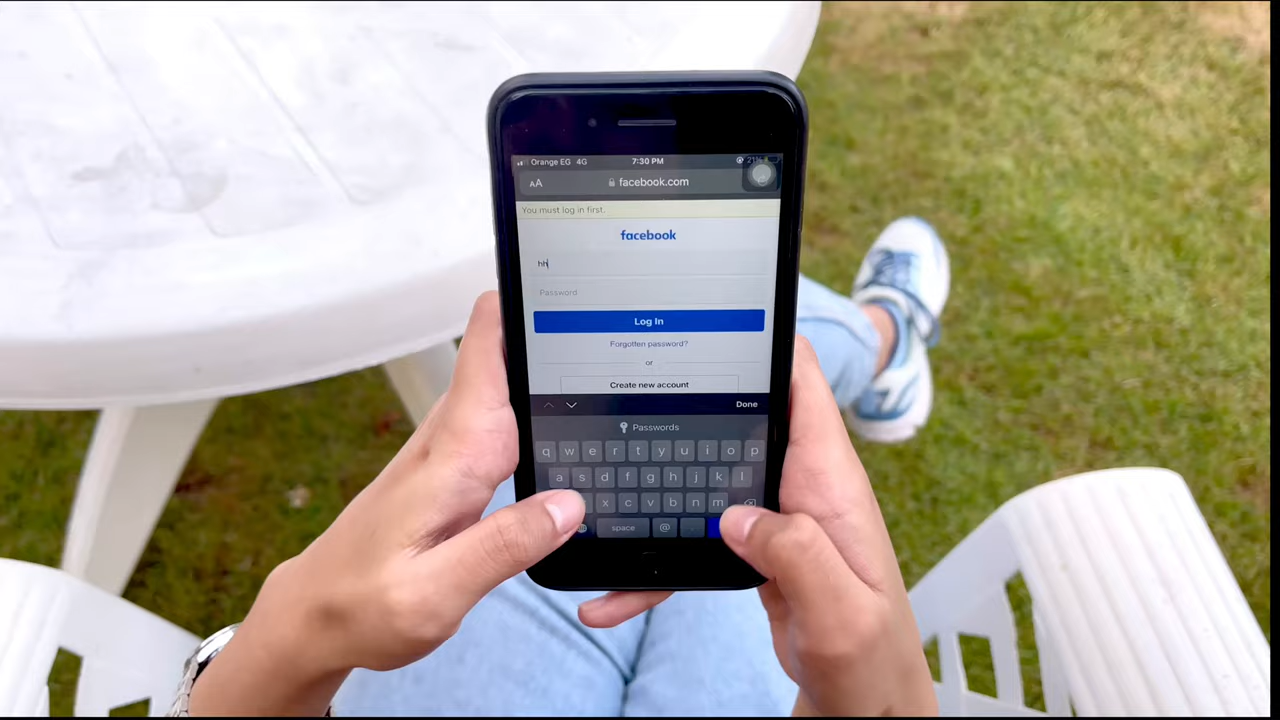 Orange EG 4G 7:30 PM 21%
AA facebook.com
You must log in first.
facebook
hh
Password
Log In
Forgotten password?
or
Create new account
Done
Passwords
q w e r t y u i o p
a s d f g h j k l
x c v b n m
space @ .